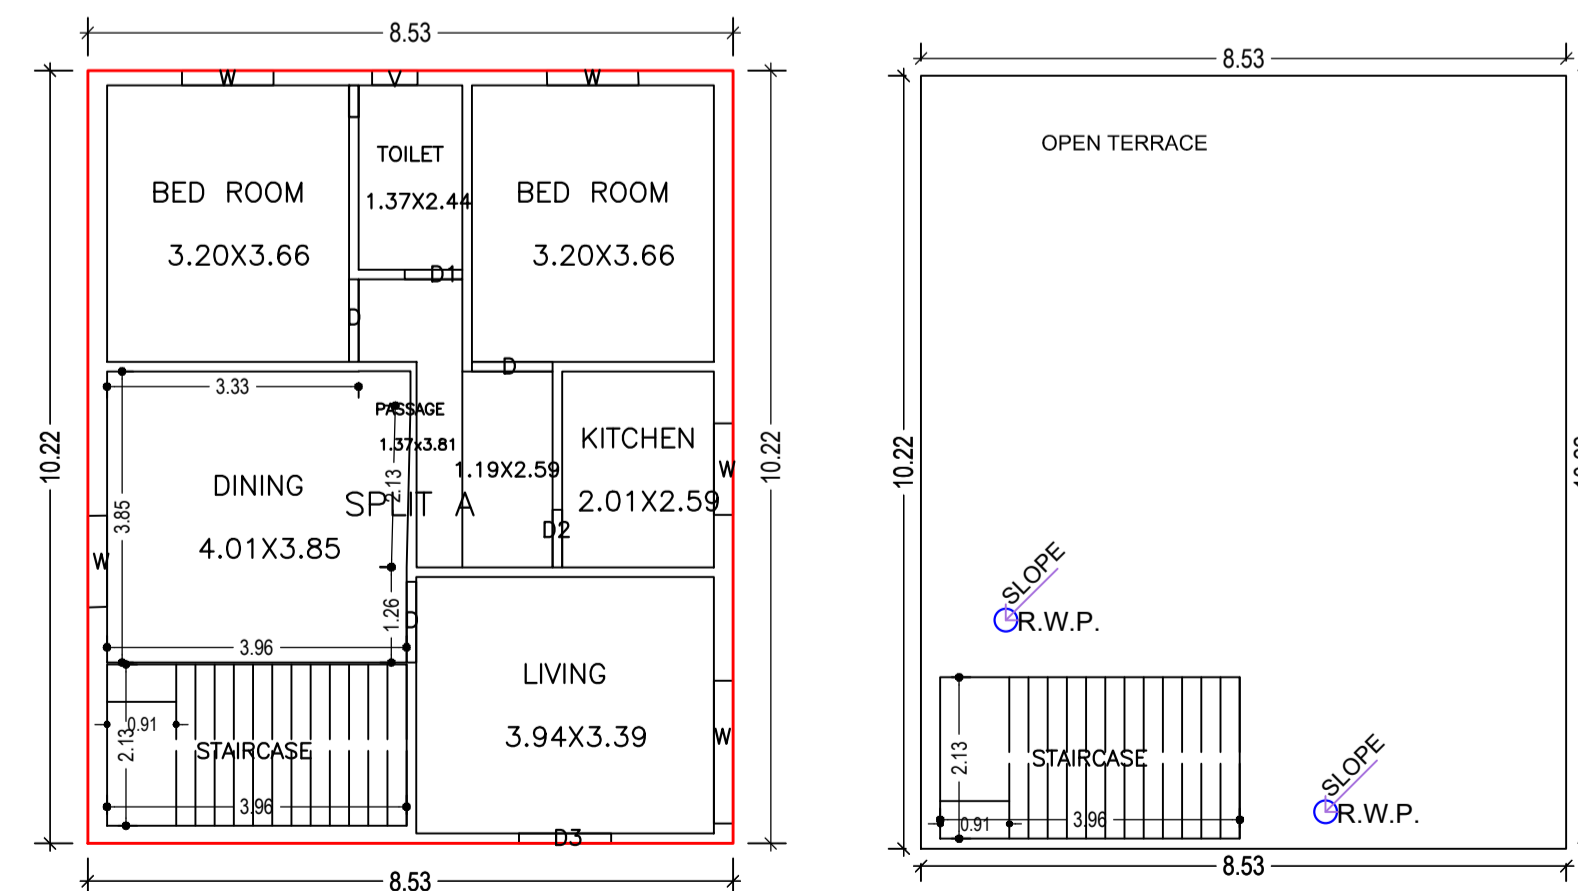 8.53
W
V
W
TOILET
1.37X2.44
BED ROOM
3.20X3.66
BED ROOM
3.20X3.66
D1
D
D
3.33
PASSAGE
1.37x3.81
1.19X2.59
KITCHEN
2.01X2.59
W
10.22
10.22
DINING
4.01X3.85
3.85
2.13
SPLIT A
D2
W
1.26
D
3.96
LIVING
3.94X3.39
W
0.91
2.13
STAIRCASE
3.96
D3
8.53
8.53
OPEN TERRACE
10.22
SLOPE
R.W.P.
2.13
STAIRCASE
0.91
3.96
SLOPE
R.W.P.
8.53